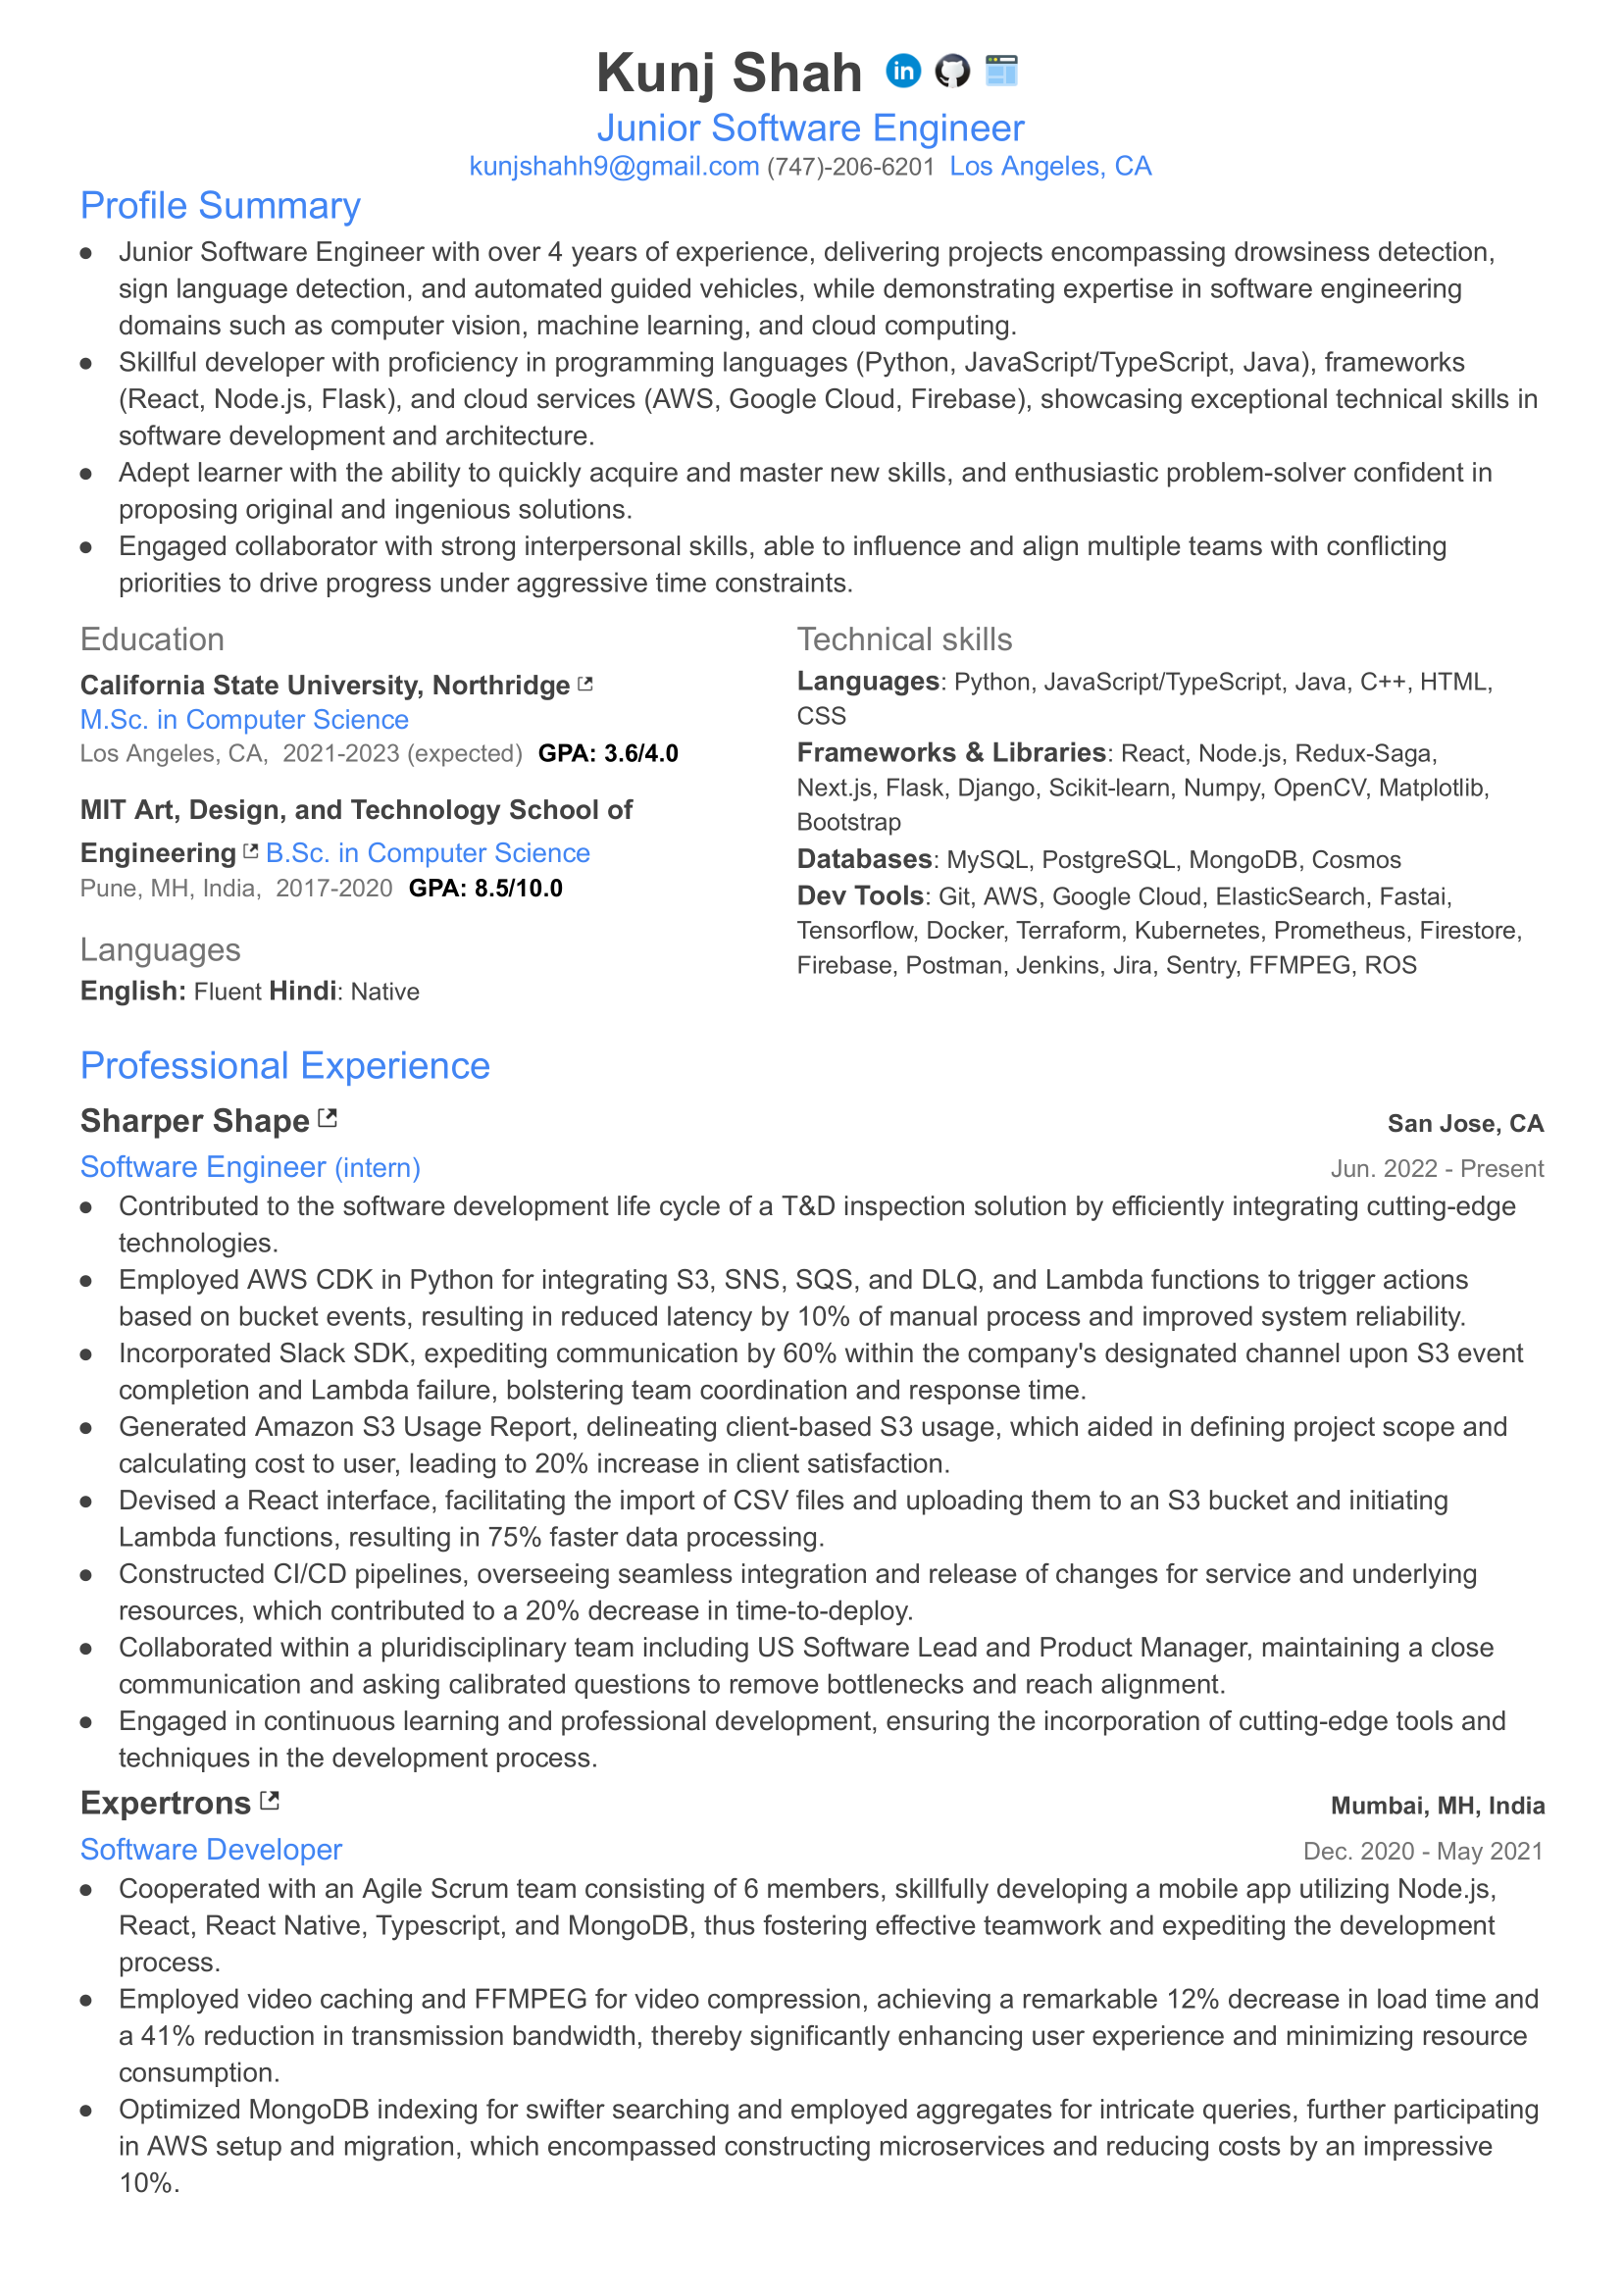 Kunj Shah
Junior Software Engineer
kunjshahh9@gmail.com (747)-206-6201 Los Angeles, CA
Profile Summary
● Junior Software Engineer with over 4 years of experience, delivering projects encompassing drowsiness detection,
sign language detection, and automated guided vehicles, while demonstrating expertise in software engineering
domains such as computer vision, machine learning, and cloud computing.
● Skillful developer with proficiency in programming languages (Python, JavaScript/TypeScript, Java), frameworks
(React, Node.js, Flask), and cloud services (AWS, Google Cloud, Firebase), showcasing exceptional technical skills in
software development and architecture.
● Adept learner with the ability to quickly acquire and master new skills, and enthusiastic problem-solver confident in
proposing original and ingenious solutions.
● Engaged collaborator with strong interpersonal skills, able to influence and align multiple teams with conflicting
priorities to drive progress under aggressive time constraints.
Education
California State University, Northridge
M.Sc. in Computer Science
Los Angeles, CA, 2021-2023 (expected) GPA: 3.6/4.0
MIT Art, Design, and Technology School of
Engineering B.Sc. in Computer Science
Pune, MH, India, 2017-2020 GPA: 8.5/10.0
Languages
English: Fluent Hindi: Native
Technical skills
Languages: Python, JavaScript/TypeScript, Java, C++, HTML,
CSS
Frameworks & Libraries: React, Node.js, Redux-Saga,
Next.js, Flask, Django, Scikit-learn, Numpy, OpenCV, Matplotlib,
Bootstrap
Databases: MySQL, PostgreSQL, MongoDB, Cosmos
Dev Tools: Git, AWS, Google Cloud, ElasticSearch, Fastai,
Tensorflow, Docker, Terraform, Kubernetes, Prometheus, Firestore,
Firebase, Postman, Jenkins, Jira, Sentry, FFMPEG, ROS
Professional Experience
Sharper Shape San Jose, CA
Software Engineer (intern) Jun. 2022 - Present
● Contributed to the software development life cycle of a T&D inspection solution by efficiently integrating cutting-edge
technologies.
● Employed AWS CDK in Python for integrating S3, SNS, SQS, and DLQ, and Lambda functions to trigger actions
based on bucket events, resulting in reduced latency by 10% of manual process and improved system reliability.
● Incorporated Slack SDK, expediting communication by 60% within the company's designated channel upon S3 event
completion and Lambda failure, bolstering team coordination and response time.
● Generated Amazon S3 Usage Report, delineating client-based S3 usage, which aided in defining project scope and
calculating cost to user, leading to 20% increase in client satisfaction.
● Devised a React interface, facilitating the import of CSV files and uploading them to an S3 bucket and initiating
Lambda functions, resulting in 75% faster data processing.
● Constructed CI/CD pipelines, overseeing seamless integration and release of changes for service and underlying
resources, which contributed to a 20% decrease in time-to-deploy.
● Collaborated within a pluridisciplinary team including US Software Lead and Product Manager, maintaining a close
communication and asking calibrated questions to remove bottlenecks and reach alignment.
● Engaged in continuous learning and professional development, ensuring the incorporation of cutting-edge tools and
techniques in the development process.
Expertrons Mumbai, MH, India
Software Developer Dec. 2020 - May 2021
● Cooperated with an Agile Scrum team consisting of 6 members, skillfully developing a mobile app utilizing Node.js,
React, React Native, Typescript, and MongoDB, thus fostering effective teamwork and expediting the development
process.
● Employed video caching and FFMPEG for video compression, achieving a remarkable 12% decrease in load time and
a 41% reduction in transmission bandwidth, thereby significantly enhancing user experience and minimizing resource
consumption.
● Optimized MongoDB indexing for swifter searching and employed aggregates for intricate queries, further participating
in AWS setup and migration, which encompassed constructing microservices and reducing costs by an impressive
10%.